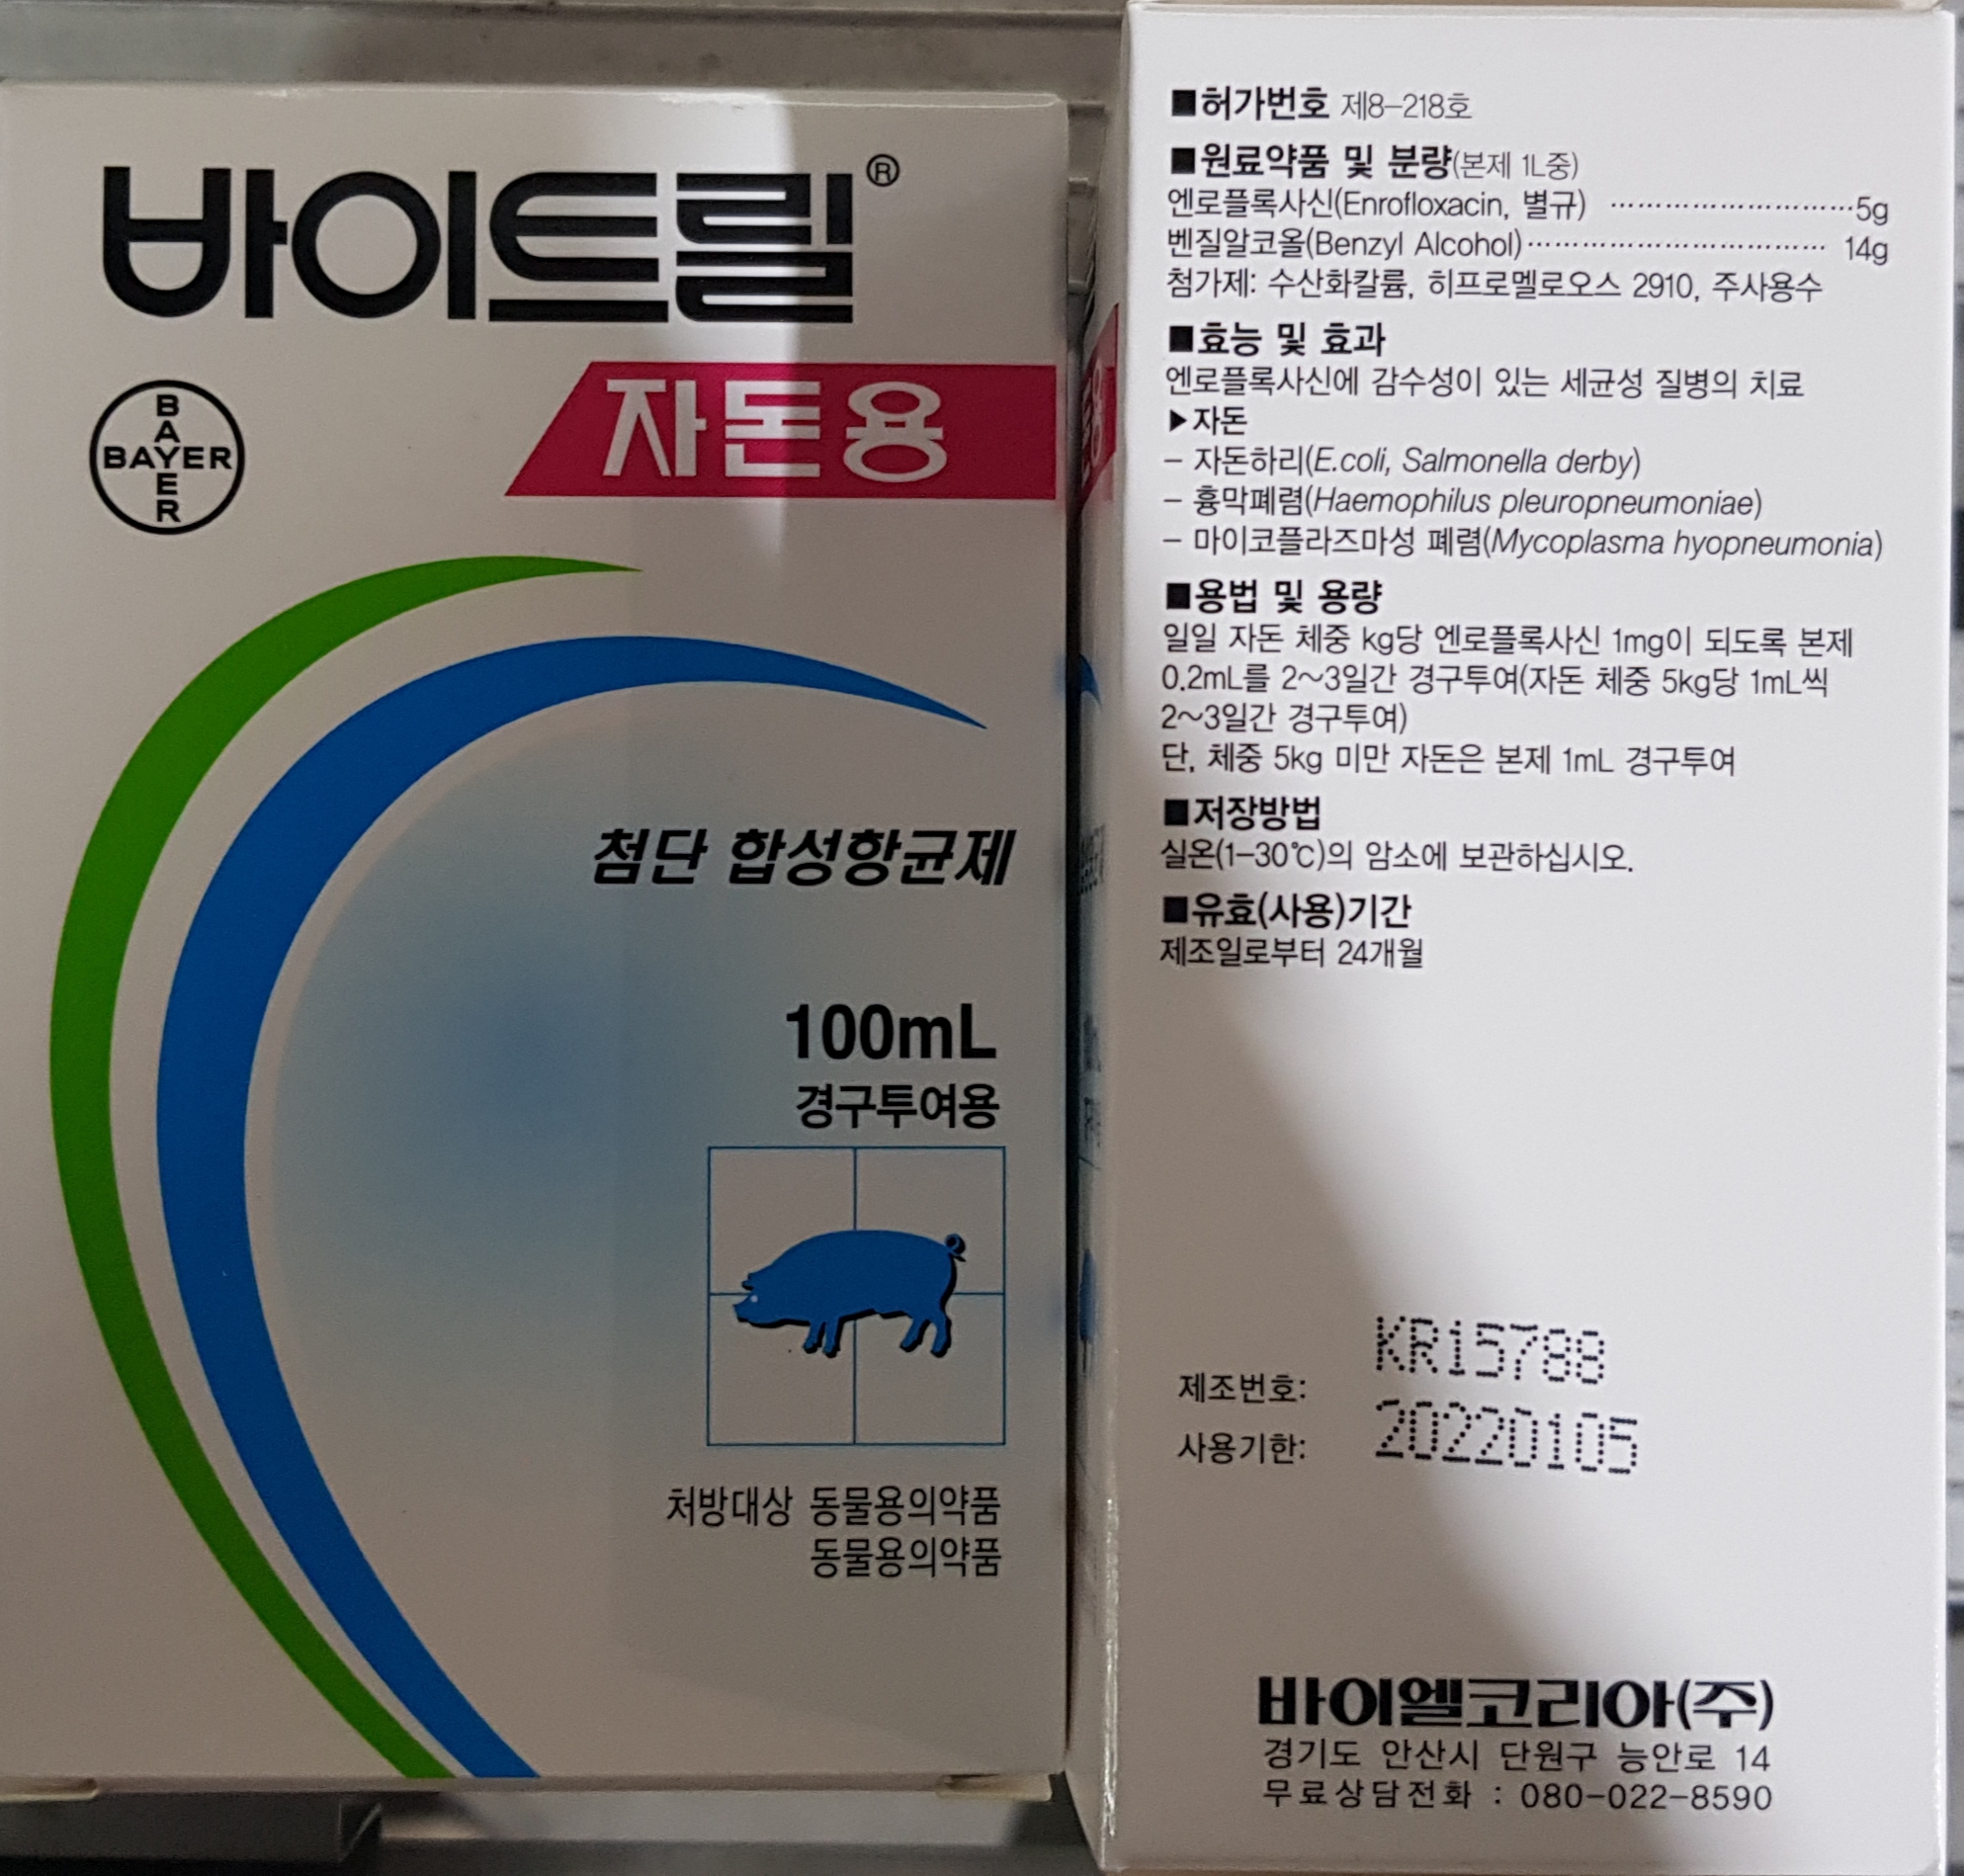 바이트릴®
자돈용
BAYER
BAYER
첨단 합성항균제
100mL
경구투여용
처방대상 동물용의약품
동물용의약품
■허가번호 제8-218호
■원료약품 및 분량(본제 1L중)
엔로플록사신(Enrofloxacin, 별규) ···························5g
벤질알코올(Benzyl Alcohol)································· 14g
첨가제: 수산화칼륨, 히프로멜로오스 2910, 주사용수
■효능 및 효과
엔로플록사신에 감수성이 있는 세균성 질병의 치료
▶자돈
- 자돈하리(E.coli, Salmonella derby)
- 흉막폐렴(Haemophilus pleuropneumoniae)
- 마이코플라즈마성 폐렴(Mycoplasma hyopneumonia)
■용법 및 용량
일일 자돈 체중 kg당 엔로플록사신 1mg이 되도록 본제
0.2mL를 2~3일간 경구투여(자돈 체중 5kg당 1mL씩
2~3일간 경구투여)
단, 체중 5kg 미만 자돈은 본제 1mL 경구투여
■저장방법
실온(1-30℃)의 암소에 보관하십시오.
■유효(사용)기간
제조일로부터 24개월
제조번호: KR15788
사용기한: 20220105
바이엘코리아(주)
경기도 안산시 단원구 능안로 14
무료상담전화 : 080-022-8590